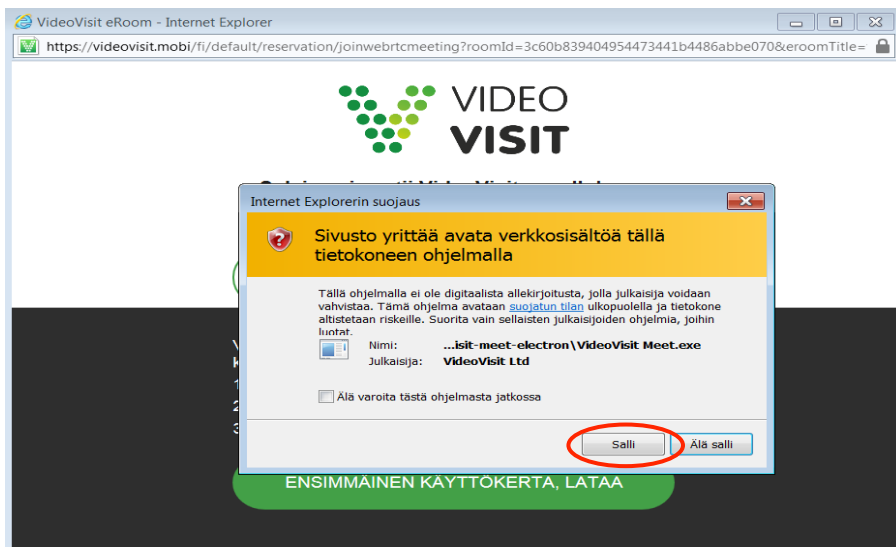 VideoVisit eRoom - Internet Explorer
https://videovisit.mobi/fi/default/reservation/joinwebrtcmeeting?roomId=3c60b839404954473441b4486abbe070&eroomTitle=
VIDEO
VISIT
Internet Explorerin suojaus
Sivusto yrittää avata verkkosisältöä tällä
tietokoneen ohjelmalla
Tällä ohjelmalla ei ole digitaalista allekirjoitusta, jolla julkaisija voidaan
vahvistaa. Tämä ohjelma avataan suojatun tilan ulkopuolella ja tietokone
altistetaan riskeille. Suorita vain sellaisten julkaisijoiden ohjelmia, joihin
luotat.
Nimi: ...isit-meet-electron\VideoVisit Meet.exe
Julkaisija: VideoVisit Ltd
Älä varoita tästä ohjelmasta jatkossa
Salli Älä salli
ENSIMMÄINEN KÄYTTÖKERTA, LATAA